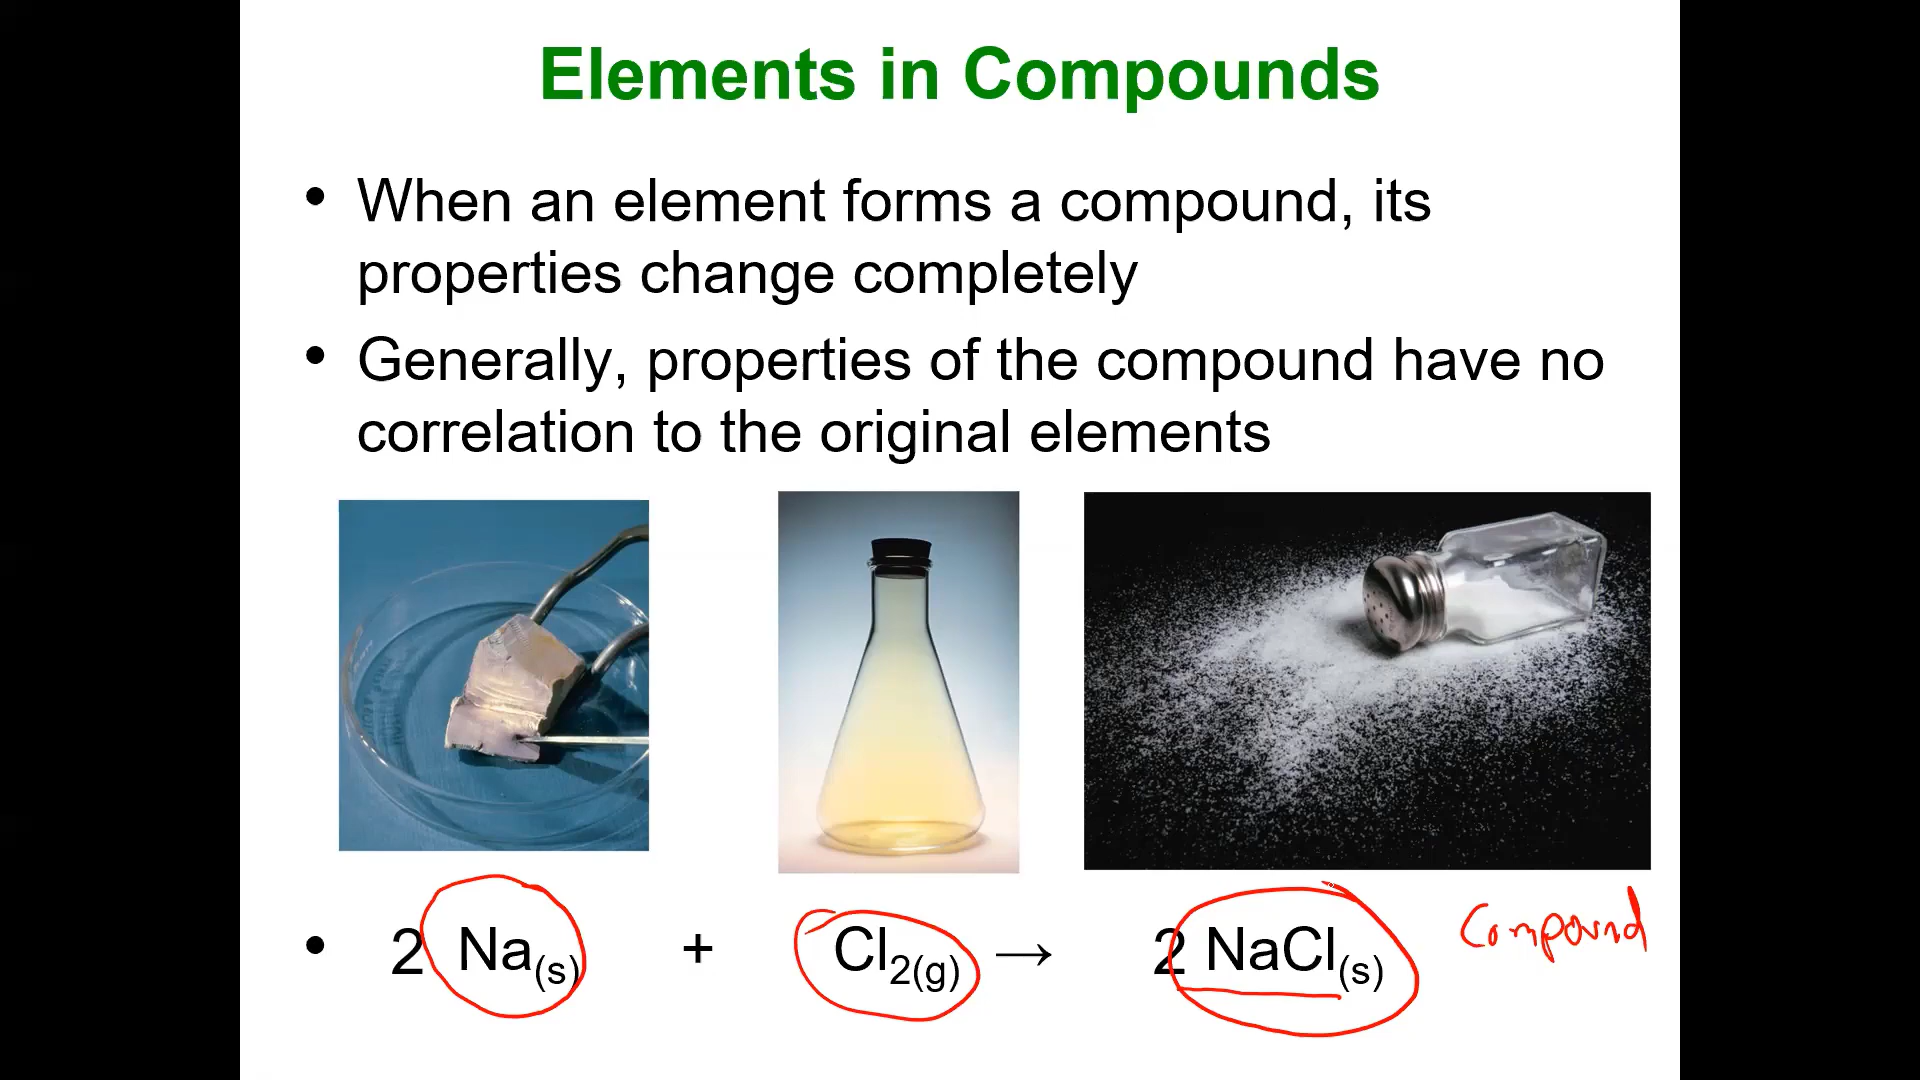 Elements in Compounds
• When an element forms a compound, its
properties change completely
• Generally, properties of the compound have no
correlation to the original elements
• 2 Na(s) + Cl2(g) → 2 NaCl(s) Compound